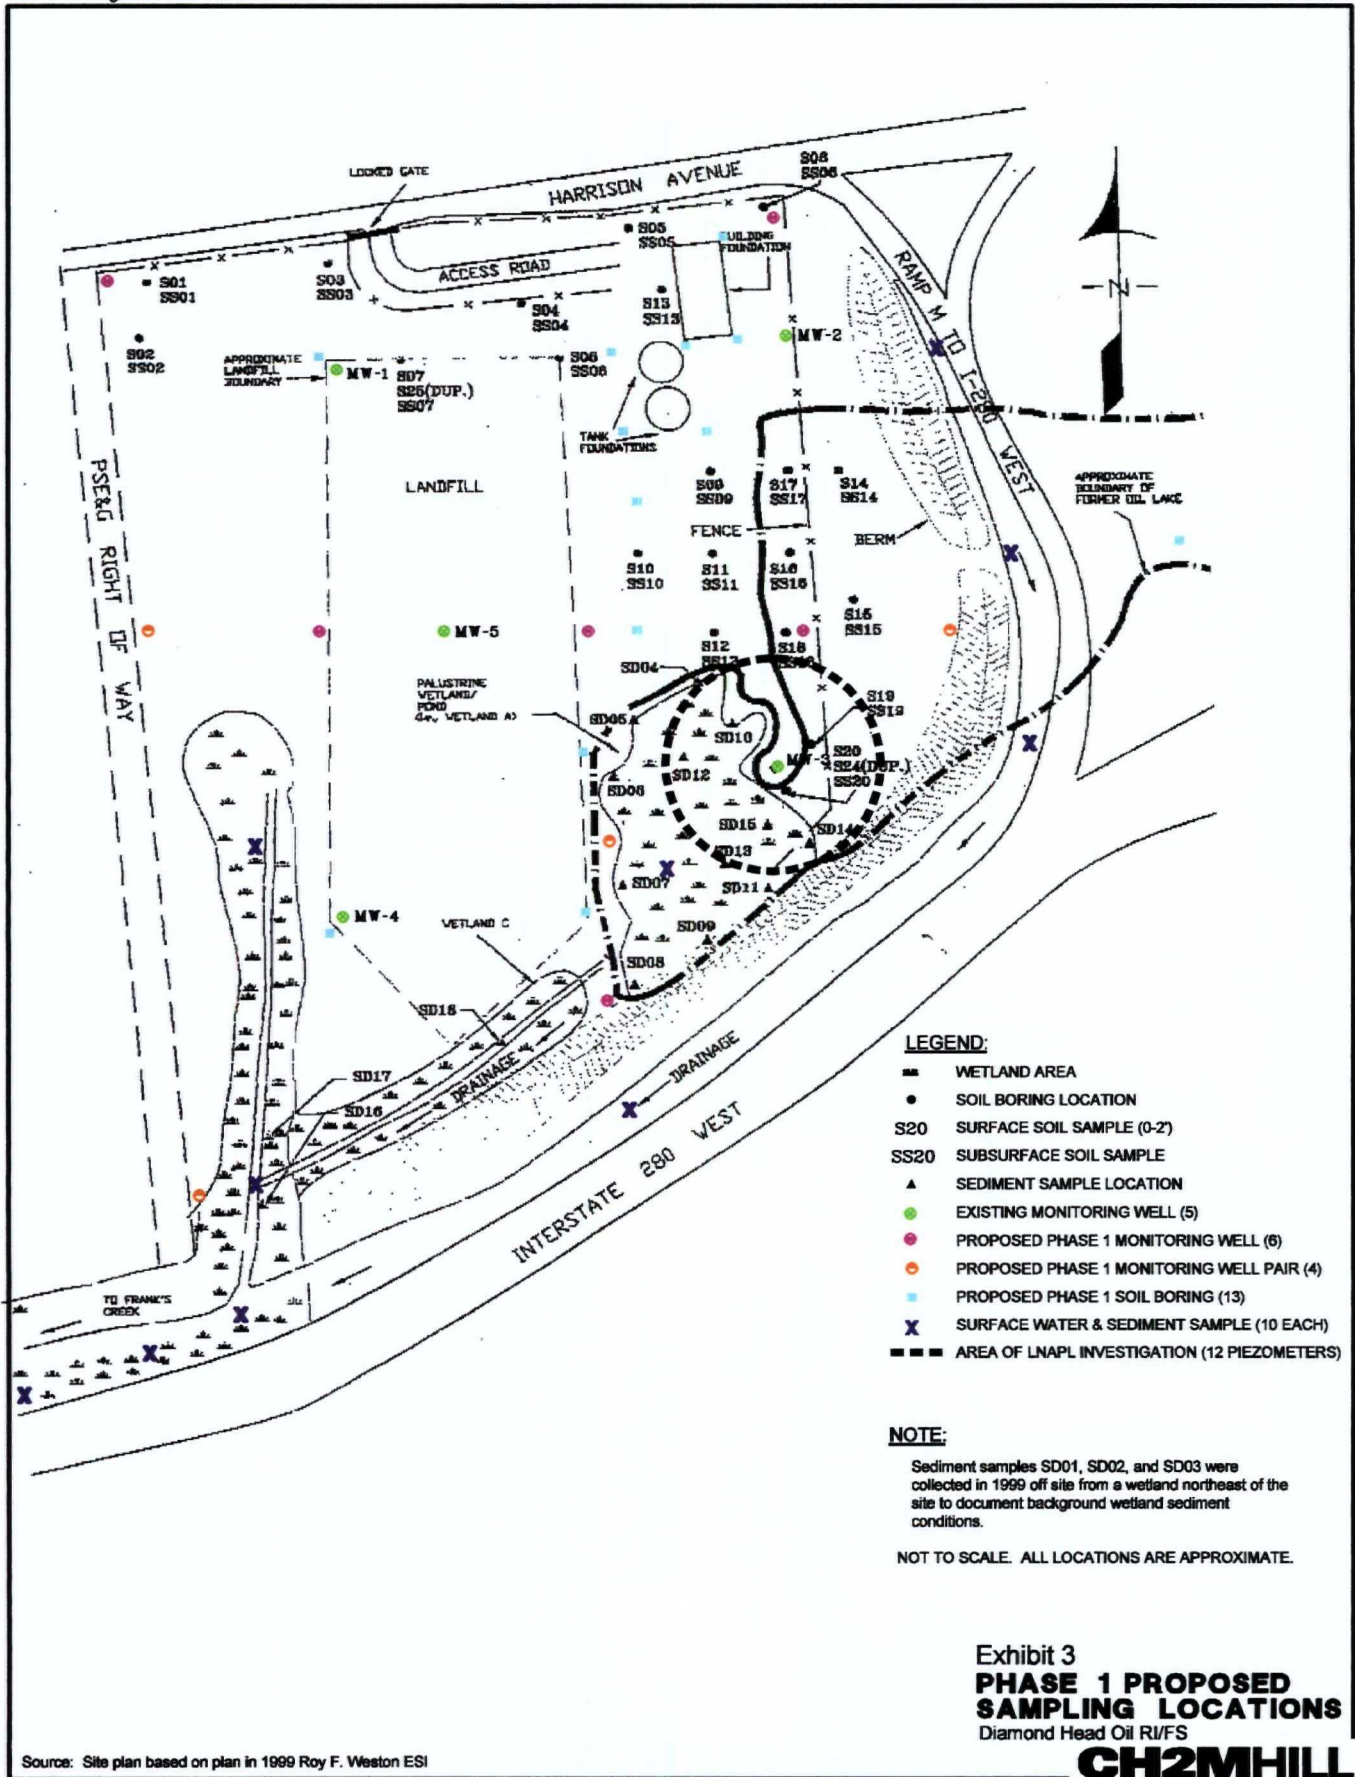 LOCKED GATE
HARRISON AVENUE
S08
SS08
S05
SS05
BUILDING
FOUNDATION
ACCESS ROAD
S01
SS01
S03
SS03
S04
SS04
S13
SS13
RAMP M TO I-280 WEST
N
S02
SS02
APPROXIMATE
LANDFILL
BOUNDARY
MW-1
S07
S25(DUP.)
SS07
S06
SS06
MW-2
TANK
FOUNDATIONS
LANDFILL
S09
SS09
S17
SS17
S14
SS14
APPROXIMATE
BOUNDARY OF
FORMER OIL LAKE
FENCE
BERM
PSE&G RIGHT OF WAY
S10
SS10
S11
SS11
S16
SS16
S15
SS15
MW-5
S12
SS12
S18
SD04
PALUSTRINE
WETLAND/
POND
WETLAND A)
SD05
SD10
S19
SS19
MW-3
S20
S24(DUP.)
SS20
SD12
SD06
SD15
SD14
SD13
SD07
SD11
MW-4
WETLAND C
SD09
SD08
SD18
DRAINAGE
DRAINAGE
SD17
SD16
INTERSTATE 280 WEST
TO FRANK'S
CREEK
LEGEND:
WETLAND AREA
SOIL BORING LOCATION
S20 SURFACE SOIL SAMPLE (0-2')
SS20 SUBSURFACE SOIL SAMPLE
SEDIMENT SAMPLE LOCATION
EXISTING MONITORING WELL (5)
PROPOSED PHASE 1 MONITORING WELL (6)
PROPOSED PHASE 1 MONITORING WELL PAIR (4)
PROPOSED PHASE 1 SOIL BORING (13)
X SURFACE WATER & SEDIMENT SAMPLE (10 EACH)
AREA OF LNAPL INVESTIGATION (12 PIEZOMETERS)
NOTE:
Sediment samples SD01, SD02, and SD03 were
collected in 1999 off site from a wetland northeast of the
site to document background wetland sediment
conditions.
NOT TO SCALE. ALL LOCATIONS ARE APPROXIMATE.
Exhibit 3
PHASE 1 PROPOSED
SAMPLING LOCATIONS
Diamond Head Oil RI/FS
CH2MHILL
Source: Site plan based on plan in 1999 Roy F. Weston ESI